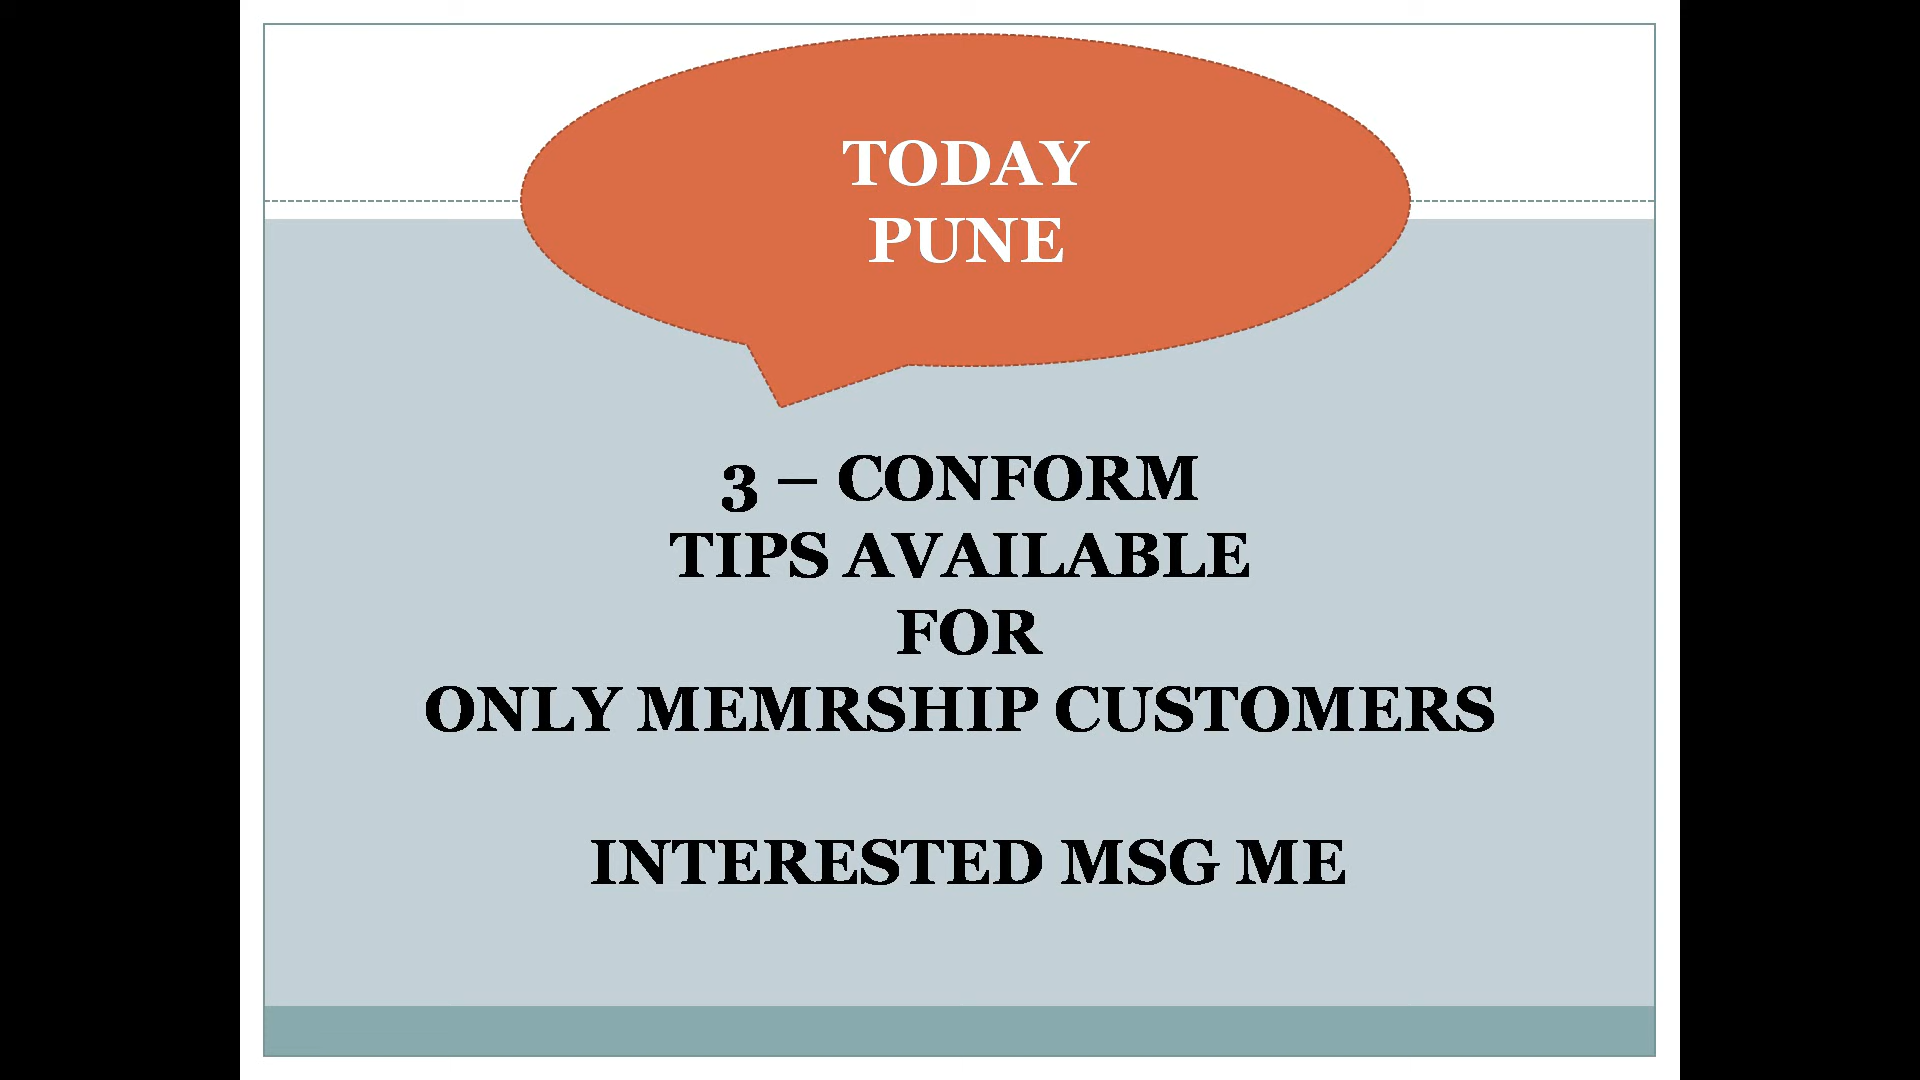 TODAY
PUNE
3 – CONFORM
TIPS AVAILABLE
FOR
ONLY MEMRSHIP CUSTOMERS
INTERESTED MSG ME